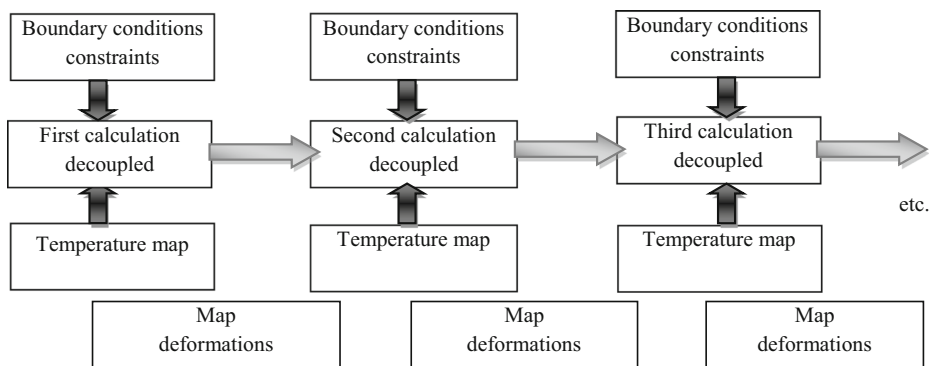 Boundary conditions
constraints
Boundary conditions
constraints
Boundary conditions
constraints
First calculation
decoupled
Second calculation
decoupled
Third calculation
decoupled
etc.
Temperature map
Temperature map
Temperature map
Map
deformations
Map
deformations
Map
deformations